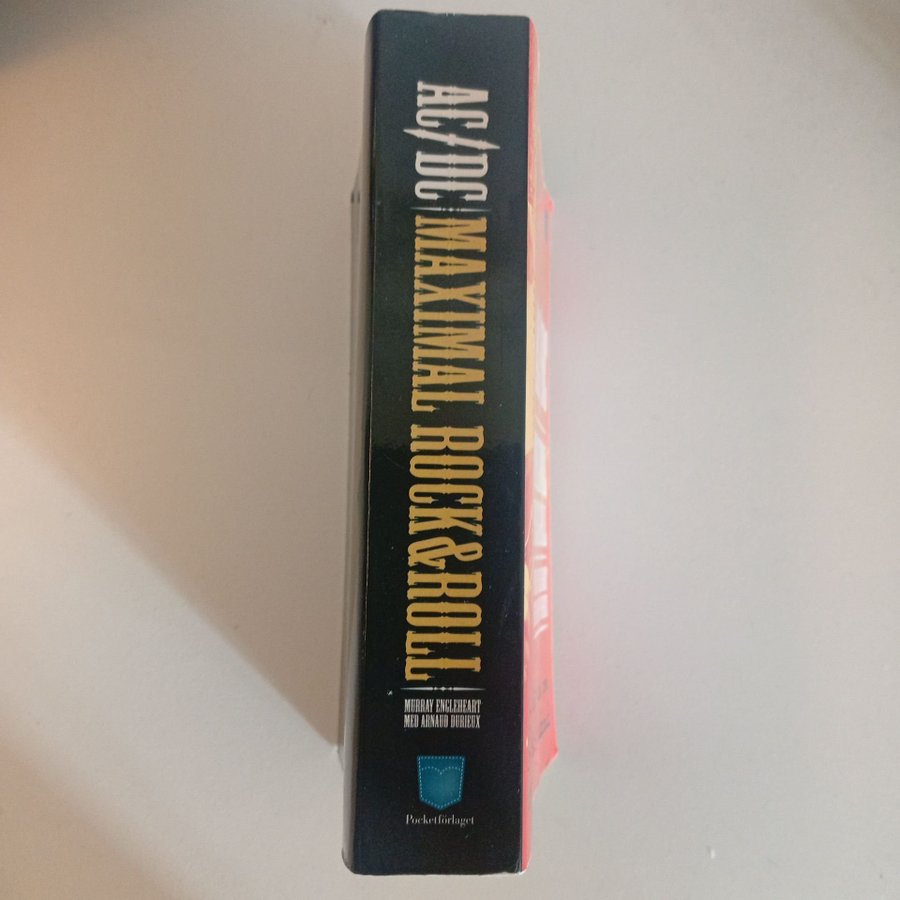 AC/DC MAXIMAL ROCK&ROLL
MURRAY ENGLEHEART
MED ARNAUD DURIEUX
Pocketförlaget